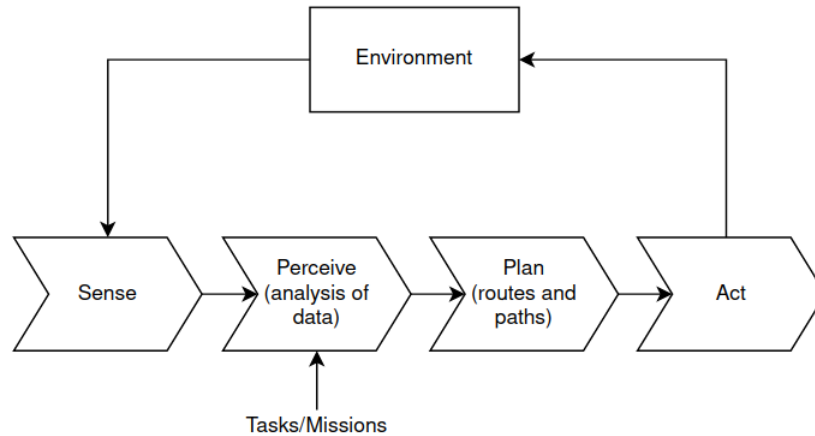 Environment
Sense
Perceive
(analysis of
data)
Plan
(routes and
paths)
Act
Tasks/Missions